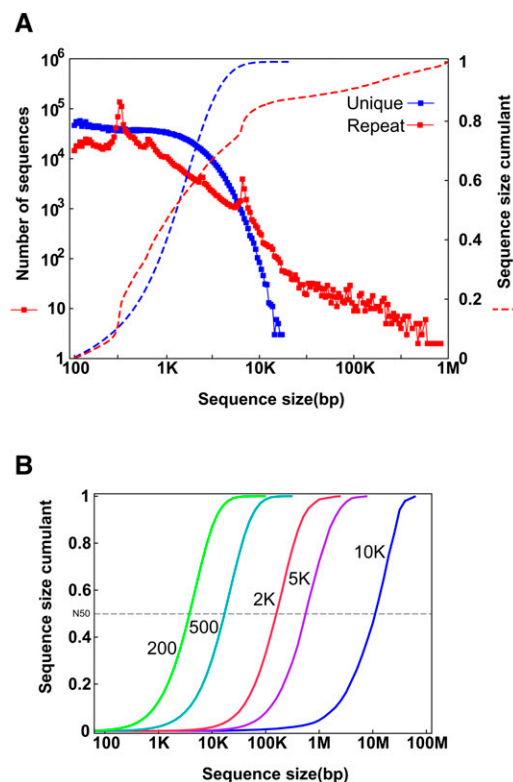 A
Number of sequences
10^6
10^5
10^4
10^3
10^2
10
1
Unique
Repeat
1
0.8
0.6
0.4
0.2
0
Sequence size cumulant
100 1K 10K 100K 1M
Sequence size(bp)
B
Sequence size cumulant
1
0.8
0.6
N50
0.4
0.2
0
200
500
2K
5K
10K
100 1K 10K 100K 1M 10M 100M
Sequence size(bp)